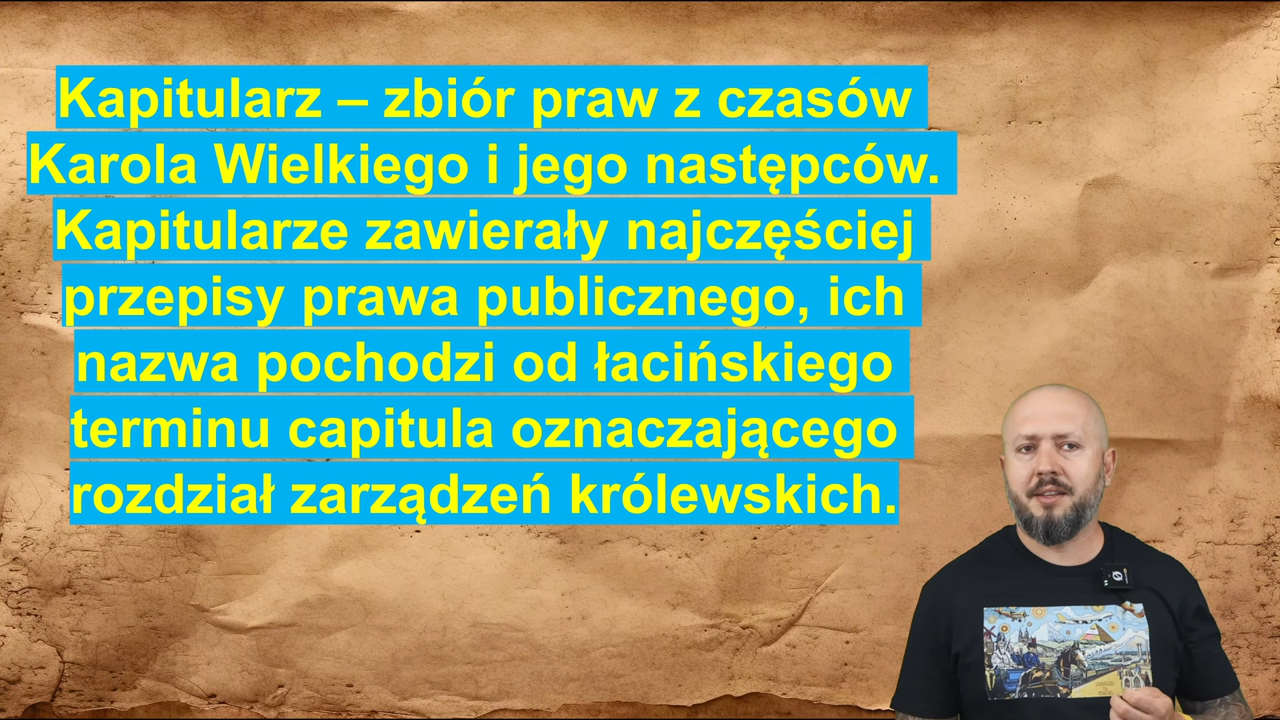 Kapitularz – zbiór praw z czasów
Karola Wielkiego i jego następców.
Kapitularze zawierały najczęściej
przepisy prawa publicznego, ich
nazwa pochodzi od łacińskiego
terminu capitula oznaczającego
rozdział zarządzeń królewskich.